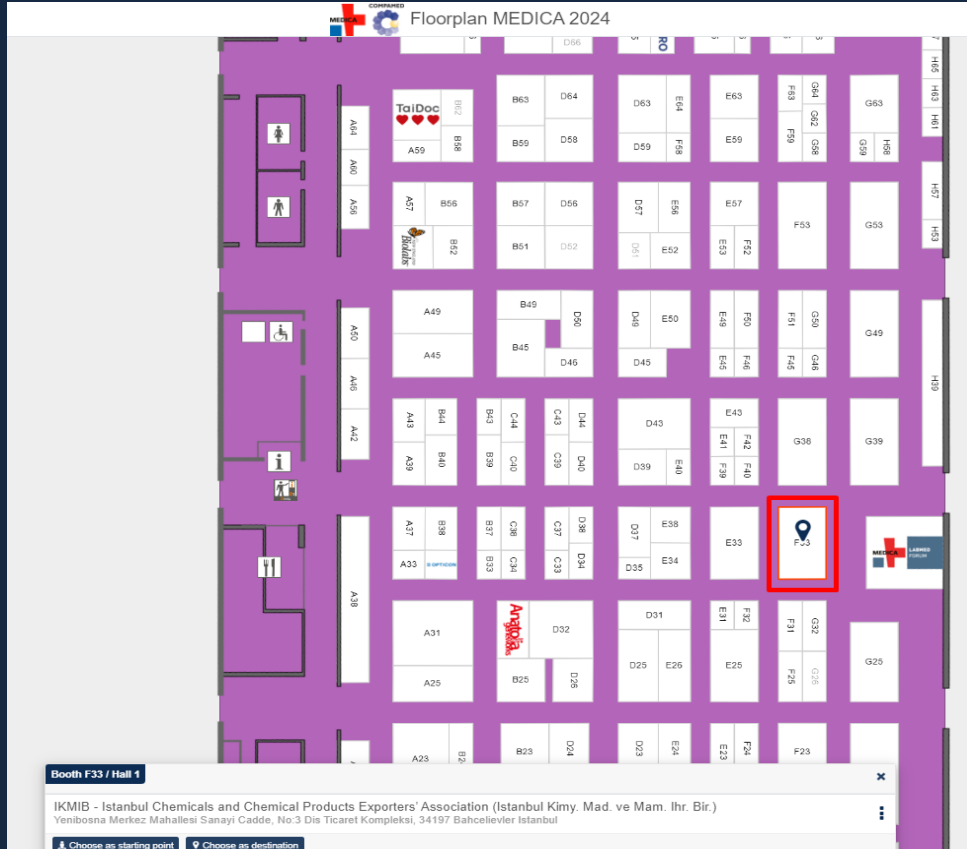 MEDICA
COMPAMED
Floorplan MEDICA 2024
D66
RO
H65
TaiDoc
B62
B63
D64
D63
E64
E63
F63
G64
G63
H63
A64
G62
H61
A59
B58
B59
D58
D59
F58
E59
F59
G58
G59
H58
A60
A56
A57
B56
B57
D56
D57
E56
E57
F53
G53
H57
Biolabs
B52
B51
D52
D51
E52
E53
F52
H53
A49
B49
D50
D49
E50
E49
F50
F51
G50
G49
A50
A45
B45
D46
D45
E45
F46
F45
G46
H39
A46
A42
A43
B44
B43
C44
C43
D44
D43
E43
G38
G39
E41
F42
A39
B40
B39
C40
C39
D40
D39
E40
F39
F40
i
A37
B38
B37
C38
C37
D38
D37
E38
E33
F33
MEDICA
LABMED
FORUM
A33
OPTICON
B33
C34
C33
D34
D35
E34
A38
A31
Anatolia
geneworks
D32
D31
E31
F32
F31
G32
G25
A25
B25
D26
D25
E26
E25
F25
G26
A23
B23
D24
D23
E24
E23
F24
F23
Booth F33 / Hall 1
IKMIB - Istanbul Chemicals and Chemical Products Exporters' Association (Istanbul Kimy. Mad. ve Mam. Ihr. Bir.)
Yenibosna Merkez Mahallesi Sanayi Cadde, No:3 Dis Ticaret Kompleksi, 34197 Bahcelievler Istanbul
Choose as starting point
Choose as destination